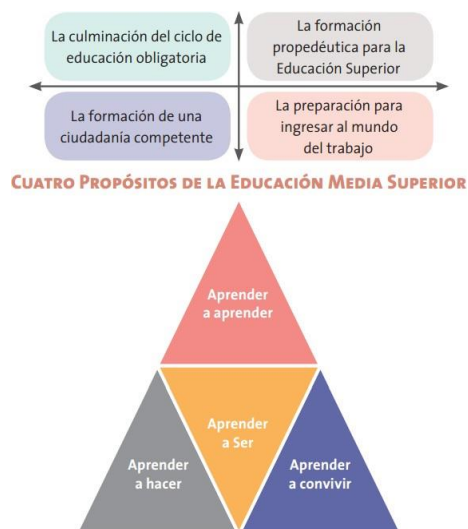 La culminación del ciclo de
educación obligatoria
La formación
propedéutica para la
Educación Superior
La formación de una
ciudadanía competente
La preparación para
ingresar al mundo
del trabajo
Cuatro Propósitos de la Educación Media Superior
Aprender
a aprender
Aprender
a Ser
Aprender
a hacer
Aprender
a convivir